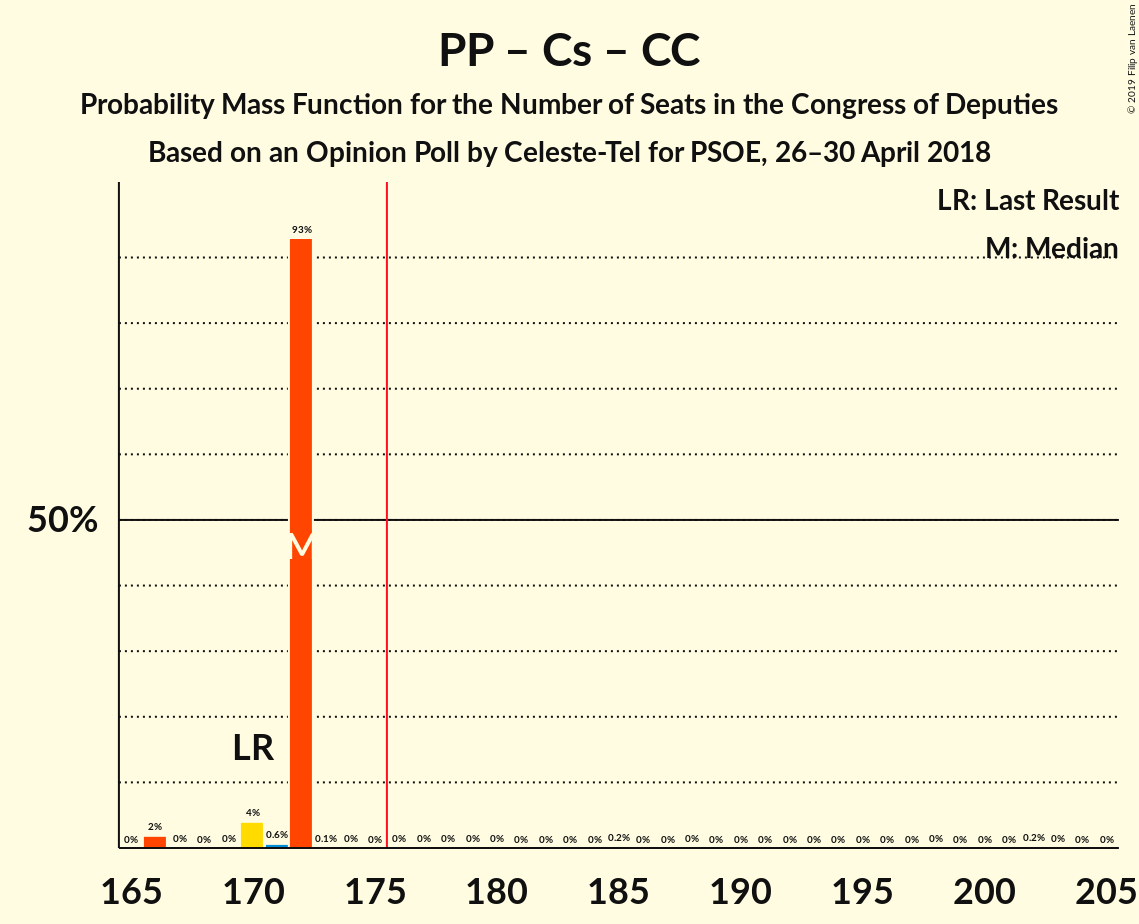 PP – Cs – CC
Probability Mass Function for the Number of Seats in the Congress of Deputies
Based on an Opinion Poll by Celeste-Tel for PSOE, 26–30 April 2018
© 2019 Filip van Laenen
LR: Last Result
M: Median
50%
LR
M
0% 2% 0% 0% 0% 4% 0.6% 93% 0.1% 0% 0% 0% 0% 0% 0% 0% 0% 0% 0% 0% 0.2% 0% 0% 0% 0% 0% 0% 0% 0% 0% 0% 0% 0% 0% 0% 0% 0% 0.2% 0% 0% 0%
165 170 175 180 185 190 195 200 205